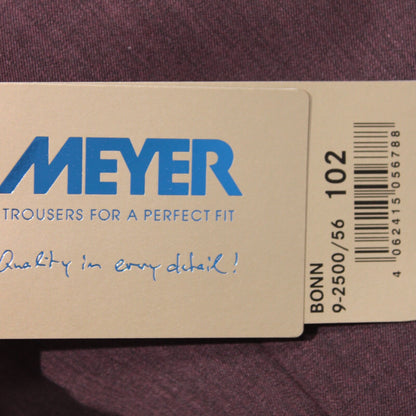 MEYER
TROUSERS FOR A PERFECT FIT
Quality in every detail!
BONN
9-2500/56
102
4 062415 056788